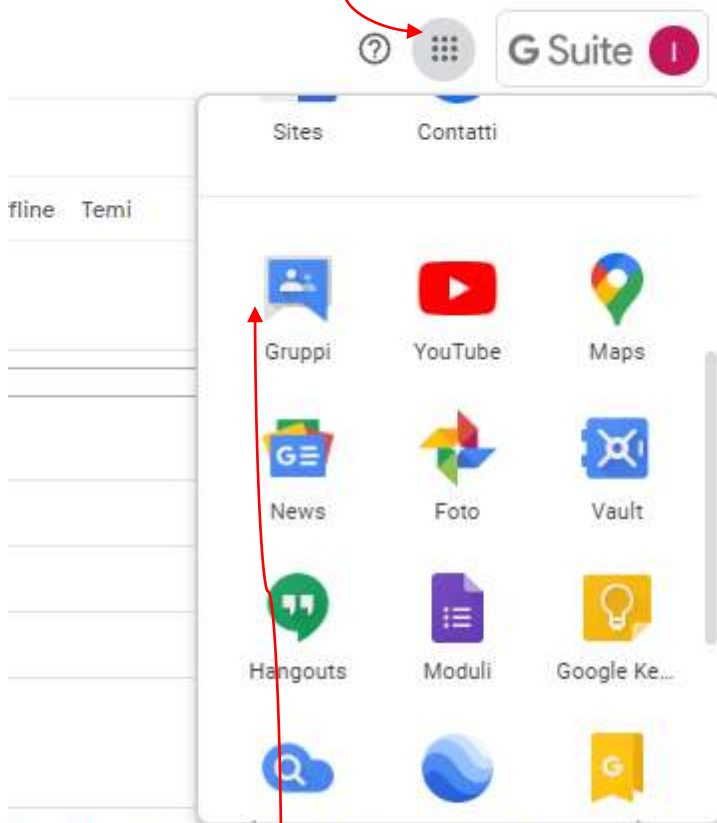 G Suite I
Sites Contatti
fline Temi
Gruppi YouTube Maps
News Foto Vault
Hangouts Moduli Google Ke...